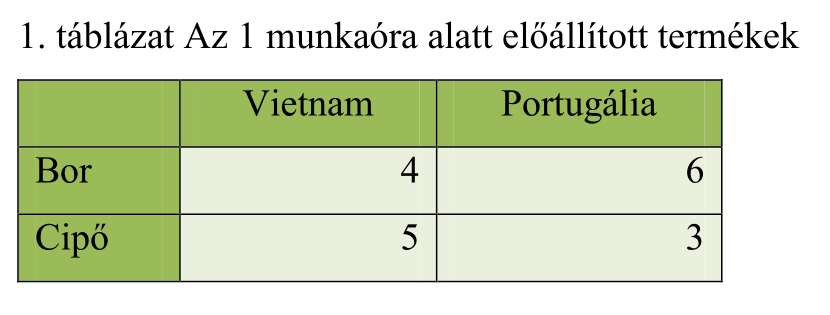 1. táblázat Az 1 munkaóra alatt előállított termékek
Vietnam Portugália
Bor 4 6
Cipő 5 3